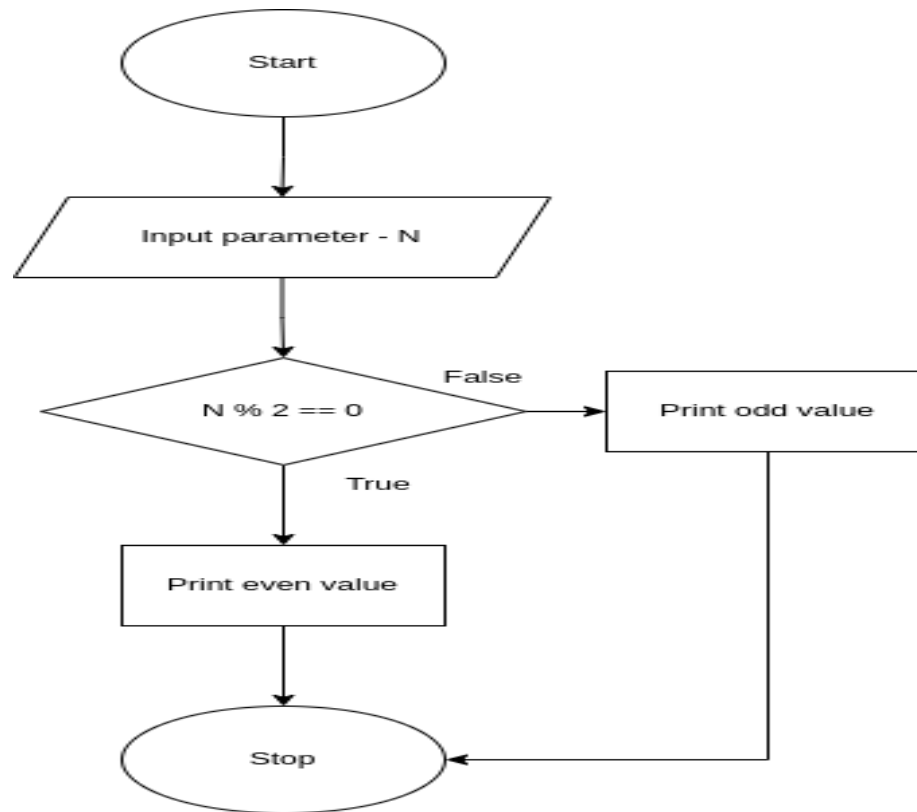 Start
Input parameter - N
N % 2 == 0
False
Print odd value
True
Print even value
Stop